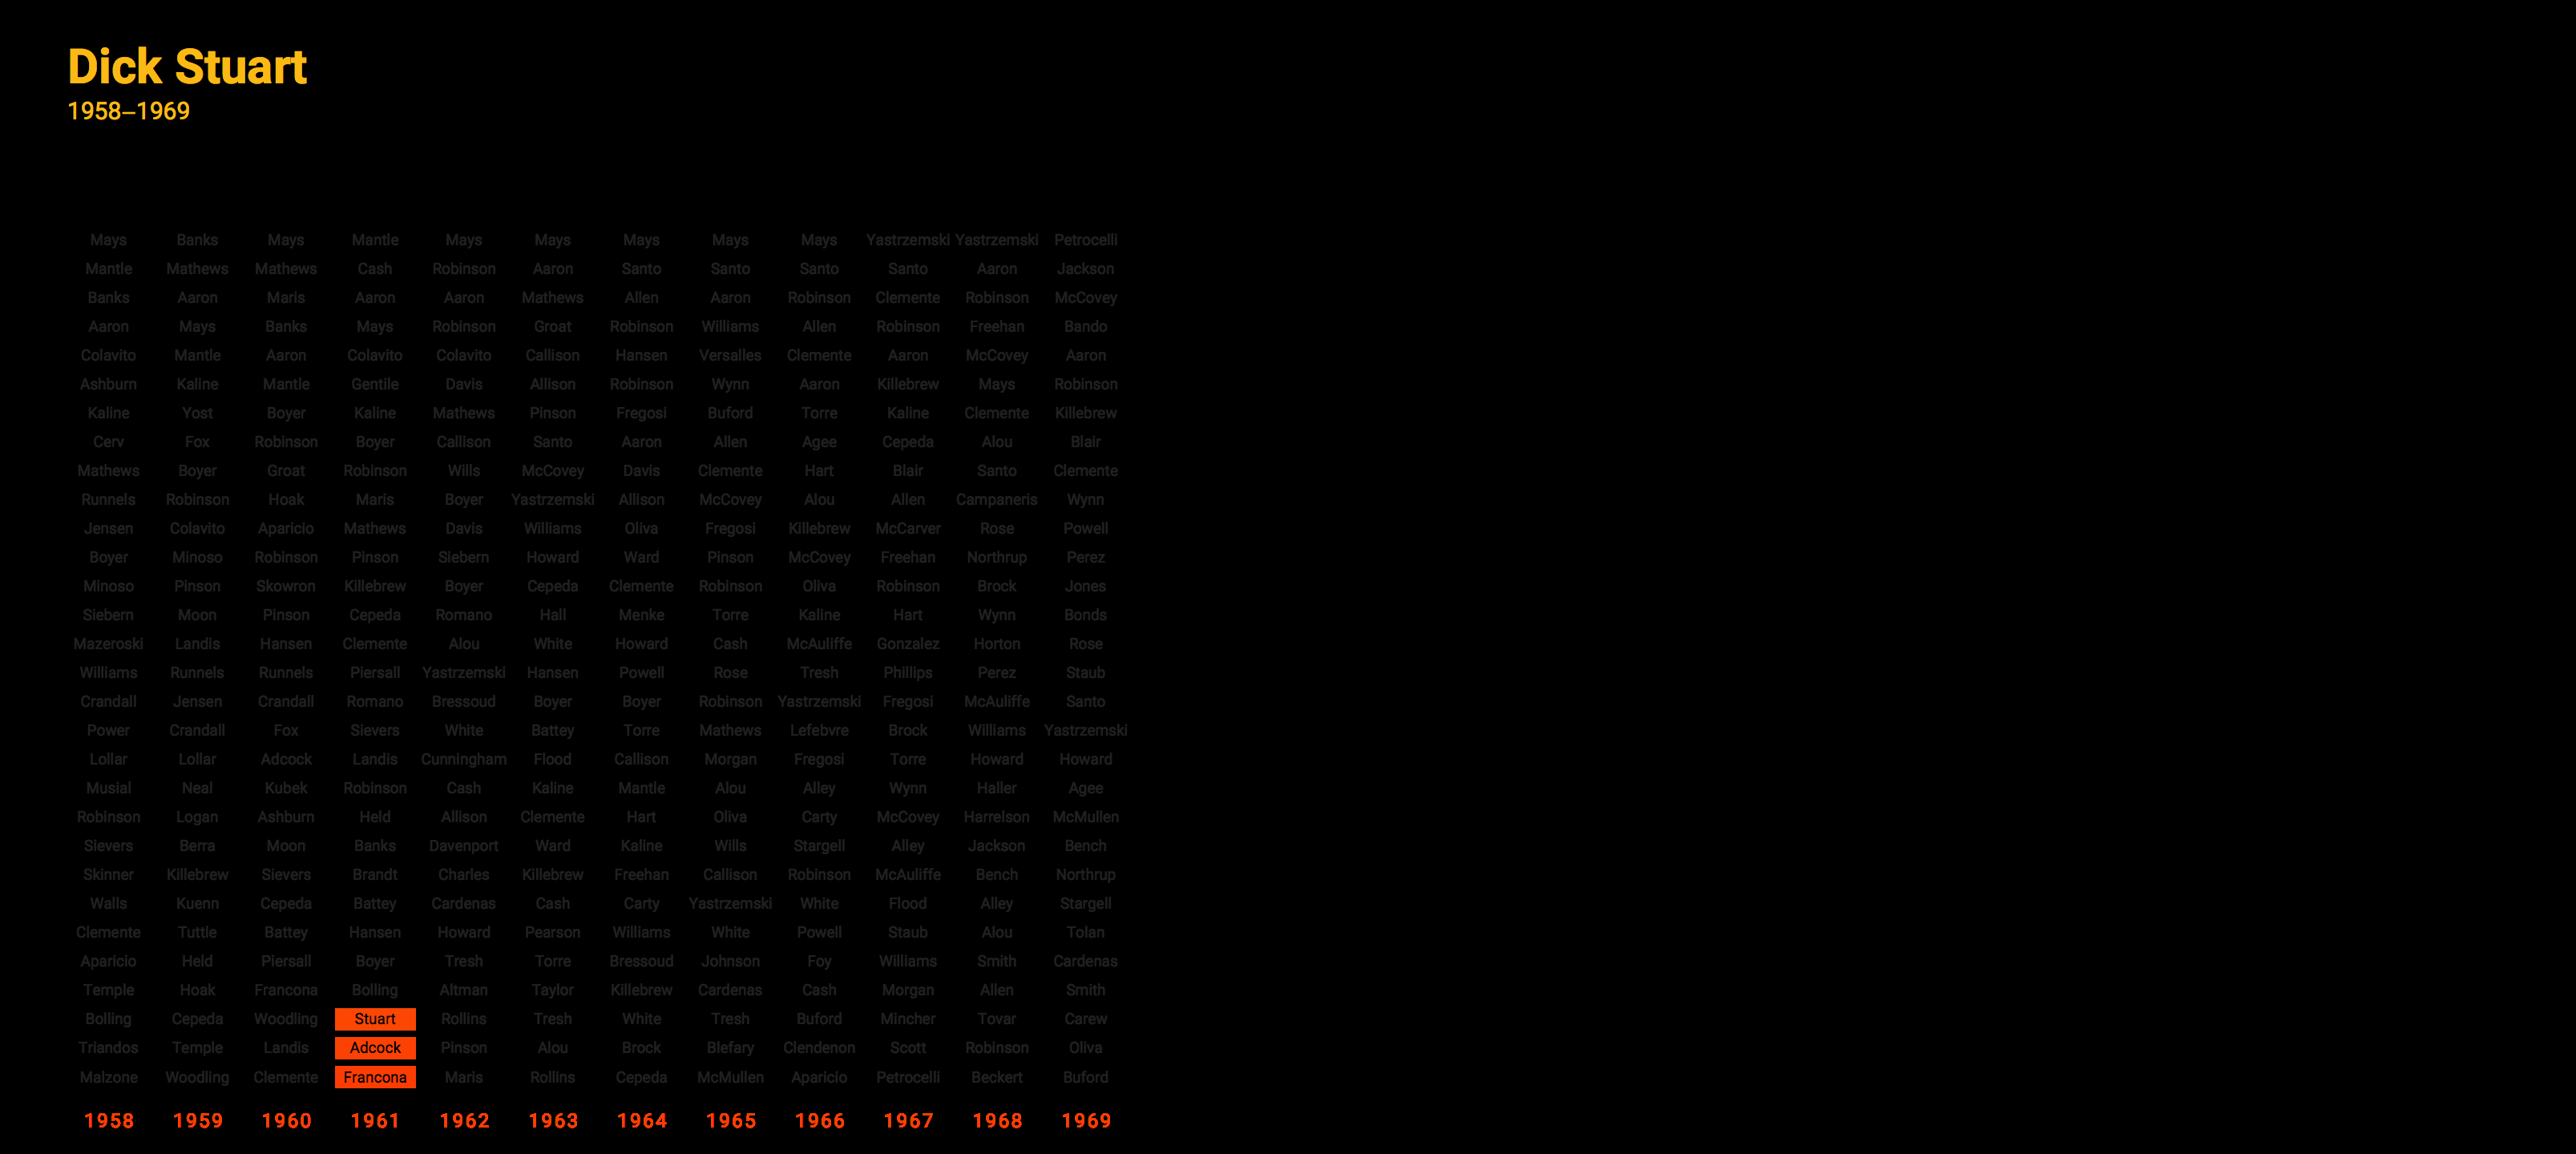 Dick Stuart
1958–1969
Mays Banks Mays Mantle Mays Mays Mays Mays Mays Yastrzemski Yastrzemski Petrocelli
Mantle Mathews Mathews Cash Robinson Aaron Santo Santo Santo Santo Aaron Jackson
Banks Aaron Maris Aaron Aaron Mathews Allen Aaron Robinson Clemente Robinson McCovey
Aaron Mays Banks Mays Robinson Groat Robinson Williams Allen Robinson Freehan Bando
Colavito Mantle Aaron Colavito Colavito Callison Hansen Versalles Clemente Aaron McCovey Aaron
Ashburn Kaline Mantle Gentile Davis Allison Robinson Wynn Aaron Killebrew Mays Robinson
Kaline Yost Boyer Kaline Mathews Pinson Fregosi Buford Torre Kaline Clemente Killebrew
Cerv Fox Robinson Boyer Callison Santo Aaron Allen Agee Cepeda Alou Blair
Mathews Boyer Groat Robinson Wills McCovey Davis Clemente Hart Blair Santo Clemente
Runnels Robinson Hoak Maris Boyer Yastrzemski Allison McCovey Alou Allen Campaneris Wynn
Jensen Colavito Aparicio Mathews Davis Williams Oliva Fregosi Killebrew McCarver Rose Powell
Boyer Minoso Robinson Pinson Siebern Howard Ward Pinson McCovey Freehan Northrup Perez
Minoso Pinson Skowron Killebrew Boyer Cepeda Clemente Robinson Oliva Robinson Brock Jones
Siebern Moon Pinson Cepeda Romano Hall Menke Torre Kaline Hart Wynn Bonds
Mazeroski Landis Hansen Clemente Alou White Howard Cash McAuliffe Gonzalez Horton Rose
Williams Runnels Runnels Piersall Yastrzemski Hansen Powell Rose Tresh Phillips Perez Staub
Crandall Jensen Crandall Romano Bressoud Boyer Boyer Robinson Yastrzemski Fregosi McAuliffe Santo
Power Crandall Fox Sievers White Battey Torre Mathews Lefebvre Brock Williams Yastrzemski
Lollar Lollar Adcock Landis Cunningham Flood Callison Morgan Fregosi Torre Howard Howard
Musial Neal Kubek Robinson Cash Kaline Mantle Alou Alley Wynn Haller Agee
Robinson Logan Ashburn Held Allison Clemente Hart Oliva Carty McCovey Harrelson McMullen
Sievers Berra Moon Banks Davenport Ward Kaline Wills Stargell Alley Jackson Bench
Skinner Killebrew Sievers Brandt Charles Killebrew Freehan Callison Robinson McAuliffe Bench Northrup
Walls Kuenn Cepeda Battey Cardenas Cash Carty Yastrzemski White Flood Alley Stargell
Clemente Tuttle Battey Hansen Howard Pearson Williams White Powell Staub Alou Tolan
Aparicio Held Piersall Boyer Tresh Torre Bressoud Johnson Foy Williams Smith Cardenas
Temple Hoak Francona Bolling Altman Taylor Killebrew Cardenas Cash Morgan Allen Smith
Bolling Cepeda Woodling Stuart Rollins Tresh White Tresh Buford Mincher Tovar Carew
Triandos Temple Landis Adcock Pinson Alou Brock Blefary Clendenon Scott Robinson Oliva
Malzone Woodling Clemente Francona Maris Rollins Cepeda McMullen Aparicio Petrocelli Beckert Buford
1958 1959 1960 1961 1962 1963 1964 1965 1966 1967 1968 1969